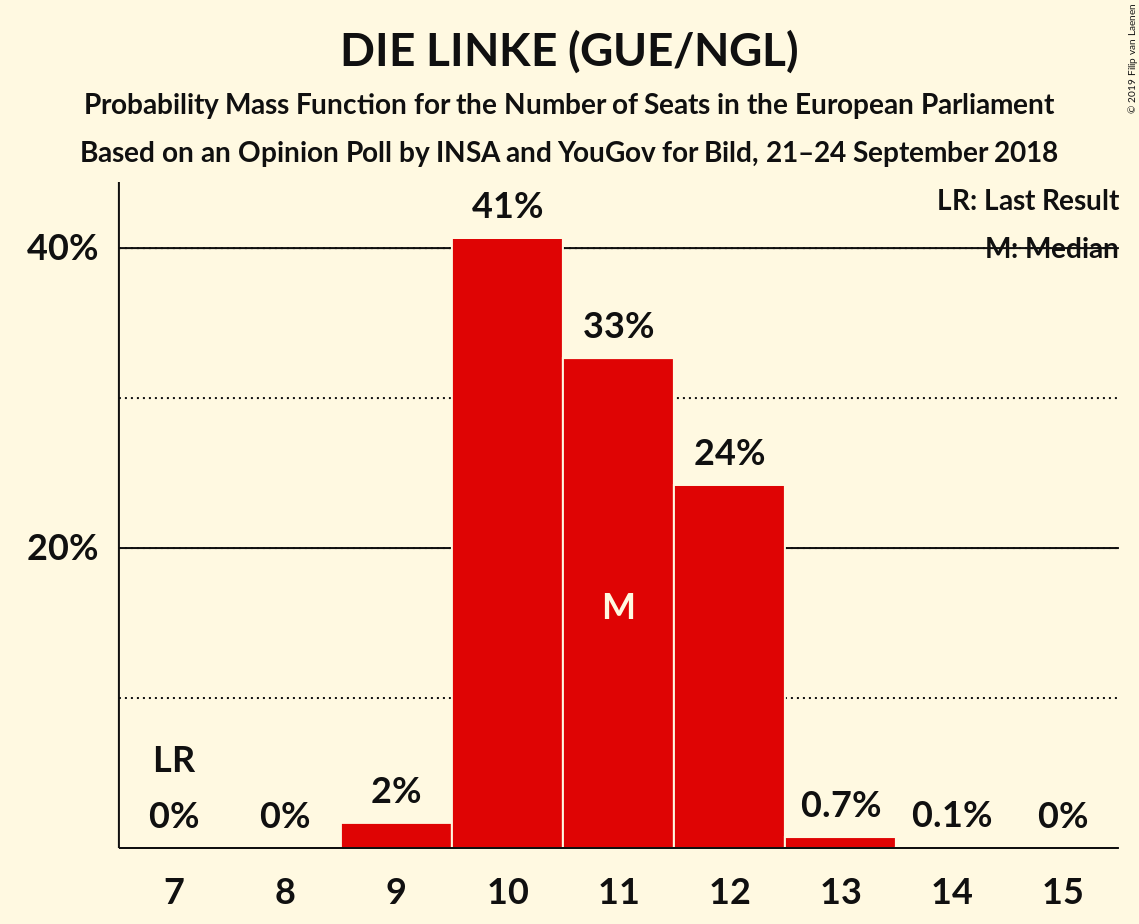 DIE LINKE (GUE/NGL)
Probability Mass Function for the Number of Seats in the European Parliament
Based on an Opinion Poll by INSA and YouGov for Bild, 21–24 September 2018
© 2019 Filip van Laenen
LR: Last Result
M: Median
40%
20%
41%
33%
24%
M
LR
0%
0%
2%
0.7%
0.1%
0%
7
8
9
10
11
12
13
14
15